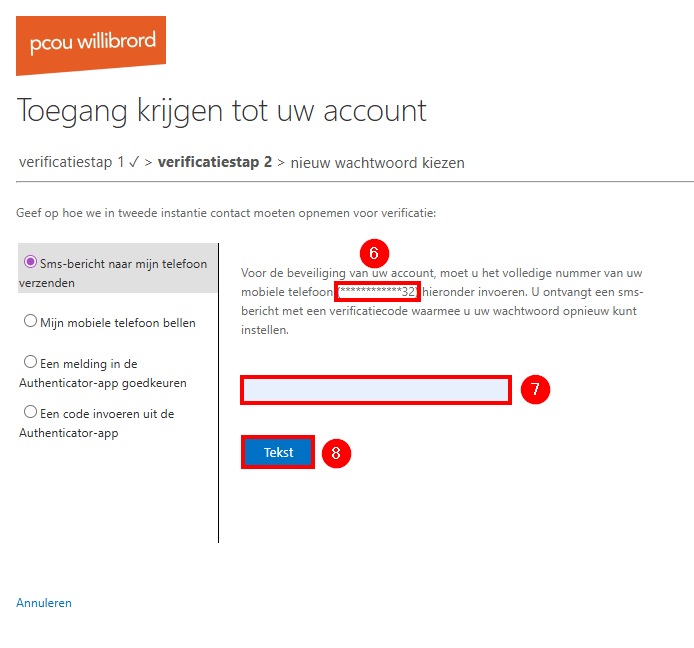 pcou willibrord
Toegang krijgen tot uw account
verificatiestap 1 ✓ > verificatiestap 2 > nieuw wachtwoord kiezen
Geef op hoe we in tweede instantie contact moeten opnemen voor verificatie:
Sms-bericht naar mijn telefoon
verzenden
Mijn mobiele telefoon bellen
Een melding in de
Authenticator-app goedkeuren
Een code invoeren uit de
Authenticator-app
6
Voor de beveiliging van uw account, moet u het volledige nummer van uw
mobiele telefoon (************32) hieronder invoeren. U ontvangt een sms-
bericht met een verificatiecode waarmee u uw wachtwoord opnieuw kunt
instellen.
7
Tekst
8
Annuleren